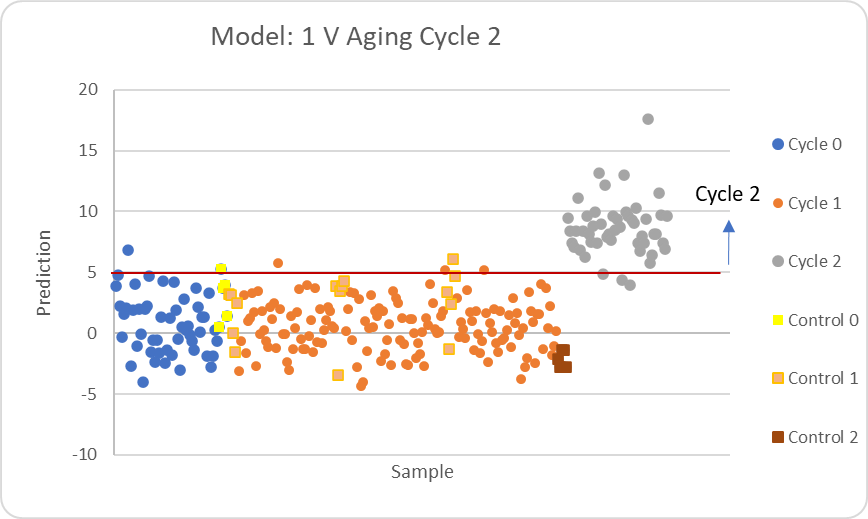 Model: 1 V Aging Cycle 2
20
15
10
5
0
-5
-10
Prediction
Sample
Cycle 2
Cycle 0
Cycle 1
Cycle 2
Control 0
Control 1
Control 2